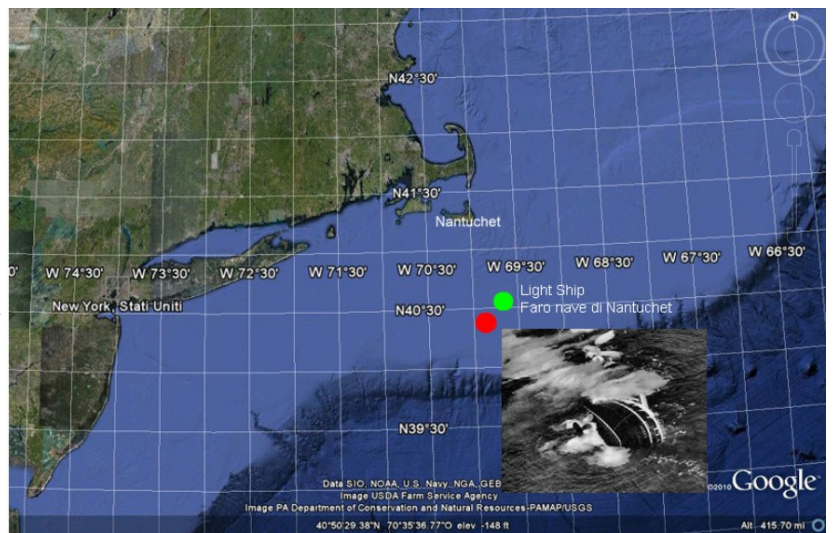 N
N42°30'
N41°30'
Nantuchet
0' W 74°30' W 73°30' W 72°30' W 71°30' W 70°30' W 69°30' W 68°30' W 67°30' W 66°30'
New York, Stati Uniti
N40°30'
Light Ship
Faro nave di Nantuchet
N39°30'
Data SIO, NOAA, U.S. Navy, NGA, GEB
Image USDA Farm Service Agency
Image PA Department of Conservation and Natural Resources-PAMAP/USGS
©2010 Google
40°50'29.38"N 70°35'36.77"O elev -148 ft Alt 415.70 mi